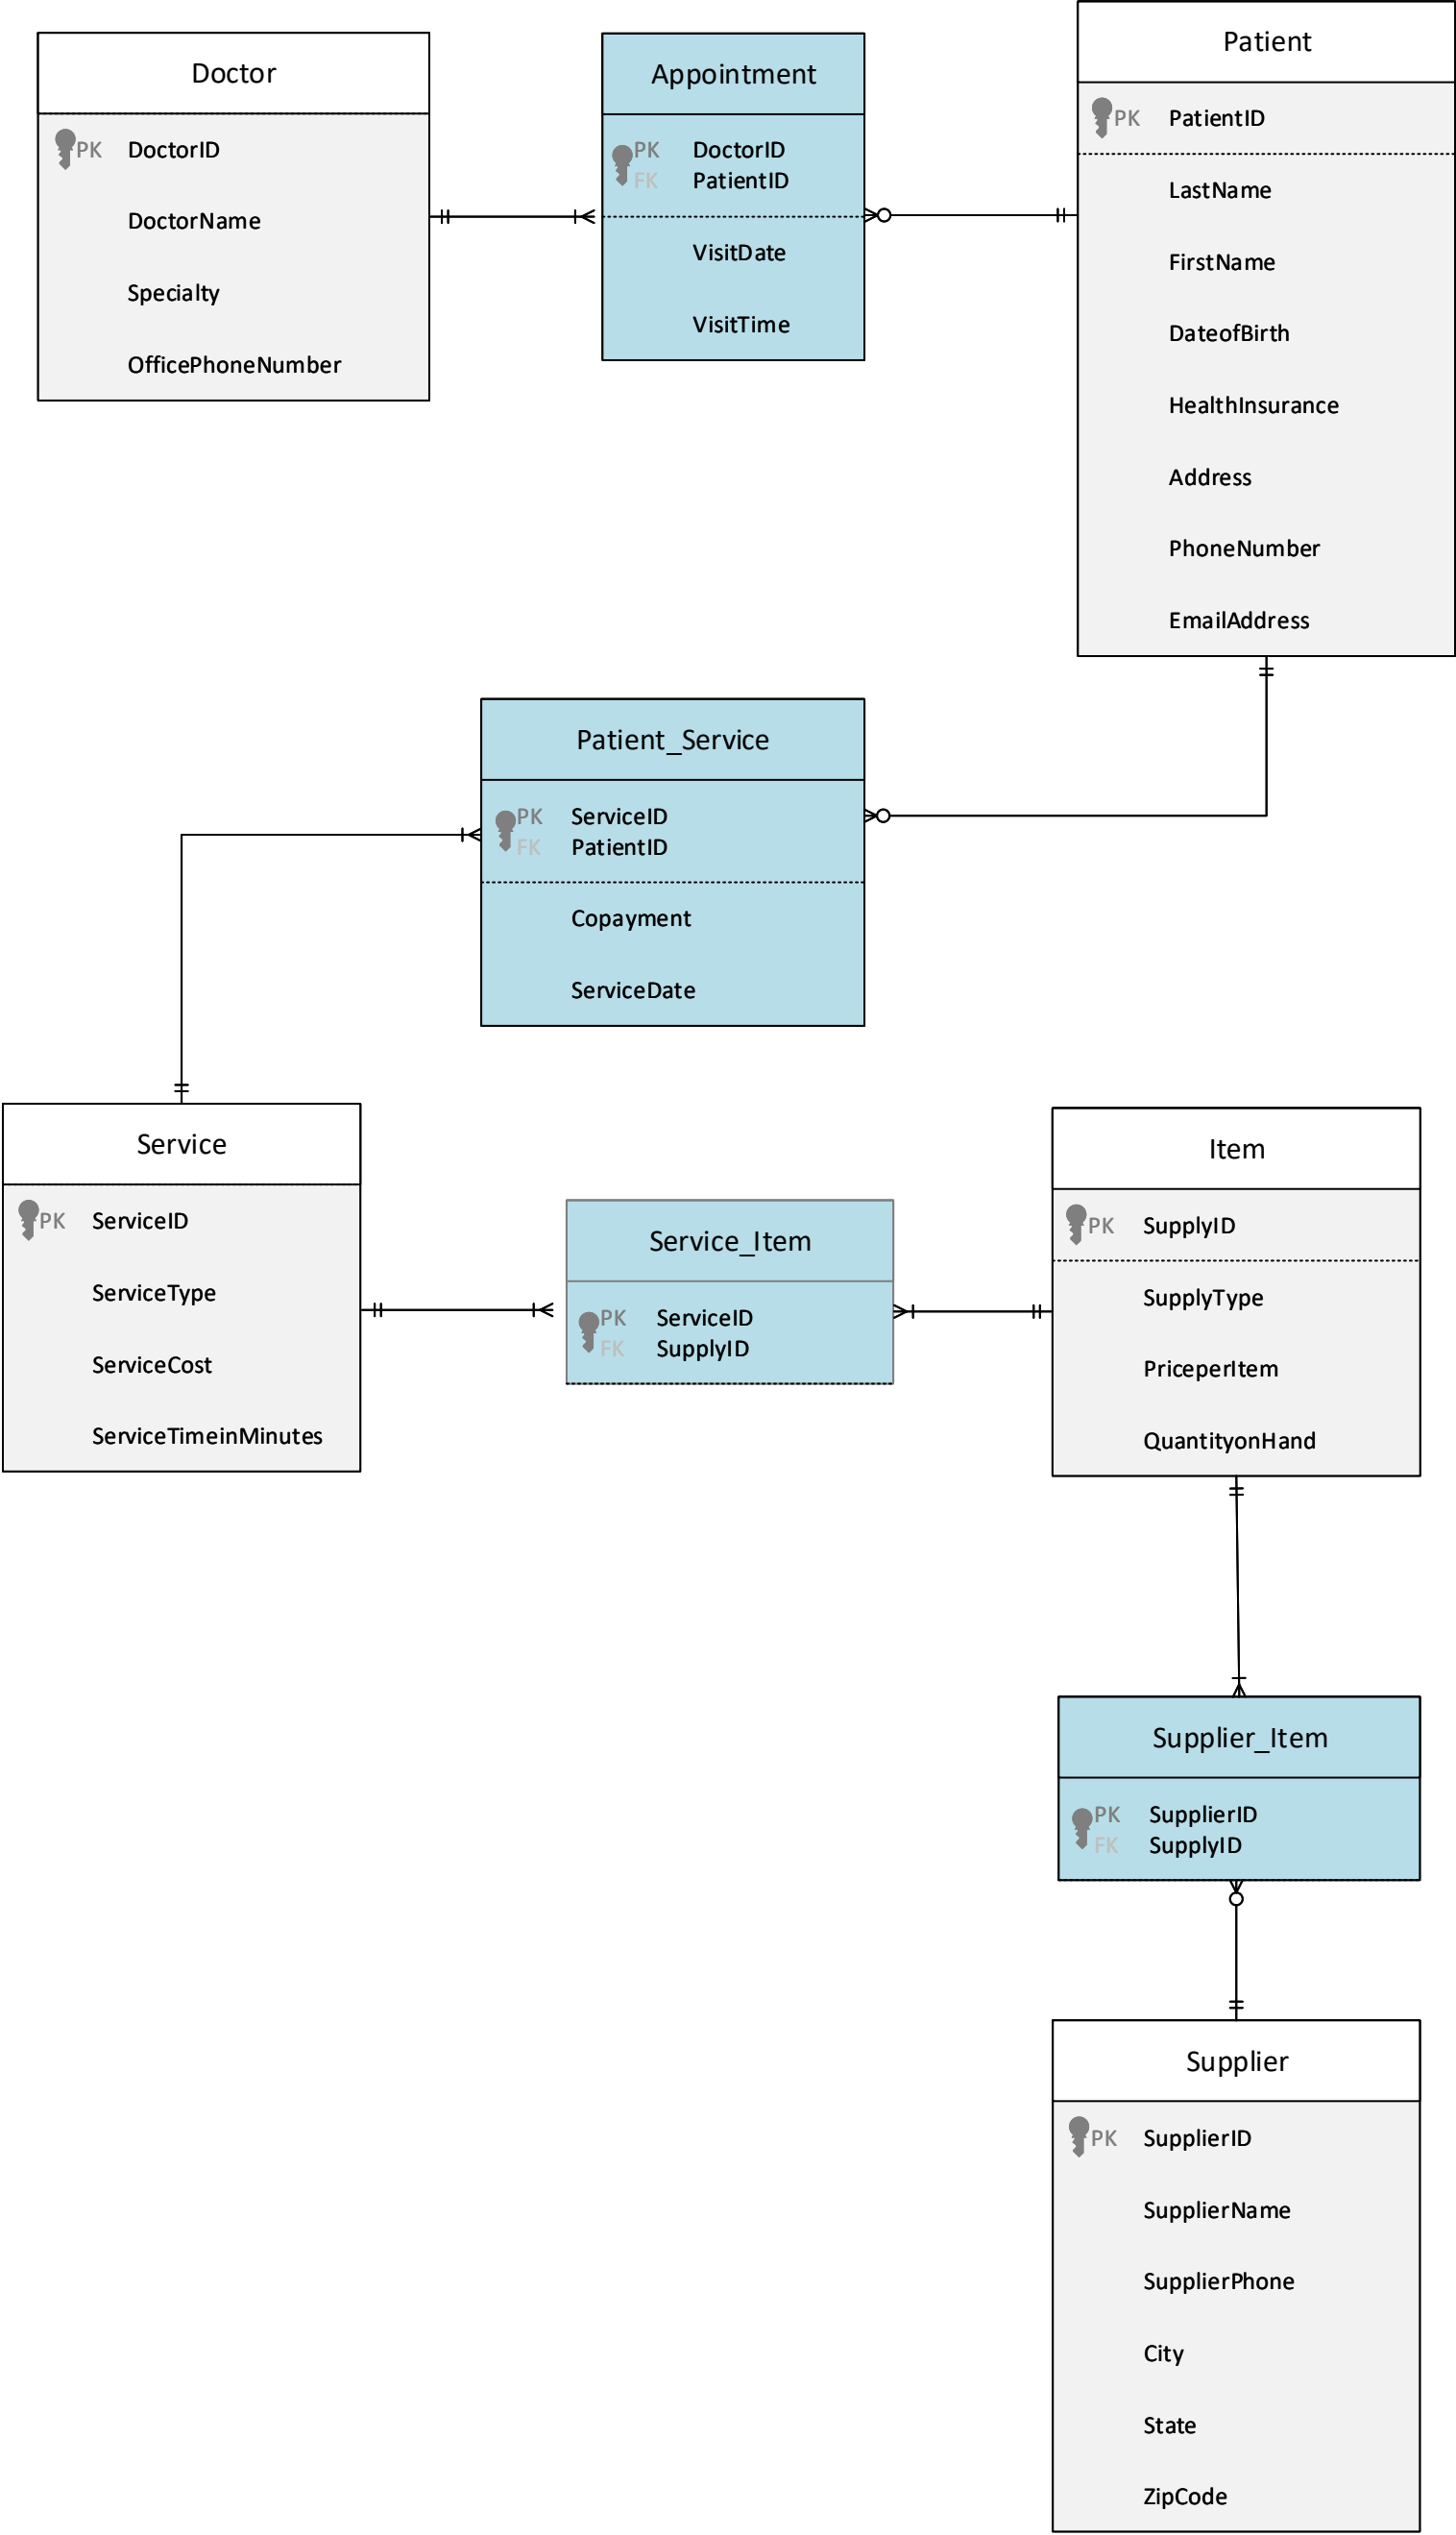 Doctor
PK DoctorID
DoctorName
Specialty
OfficePhoneNumber
Appointment
PK DoctorID
FK PatientID
VisitDate
VisitTime
Patient
PK PatientID
LastName
FirstName
DateofBirth
HealthInsurance
Address
PhoneNumber
EmailAddress
Patient_Service
PK ServiceID
FK PatientID
Copayment
ServiceDate
Service
PK ServiceID
ServiceType
ServiceCost
ServiceTimeinMinutes
Service_Item
PK ServiceID
FK SupplyID
Item
PK SupplyID
SupplyType
PriceperItem
QuantityonHand
Supplier_Item
PK SupplierID
FK SupplyID
Supplier
PK SupplierID
SupplierName
SupplierPhone
City
State
ZipCode